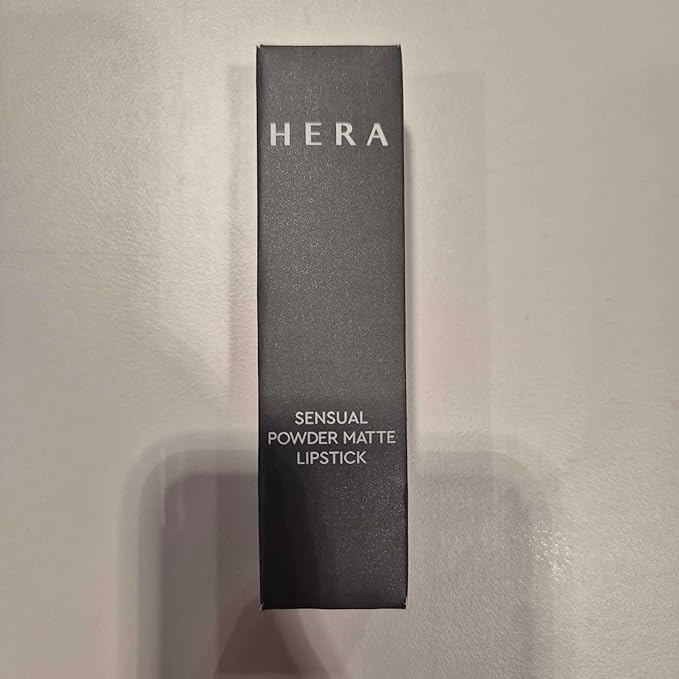 HERA
SENSUAL
POWDER MATTE
LIPSTICK